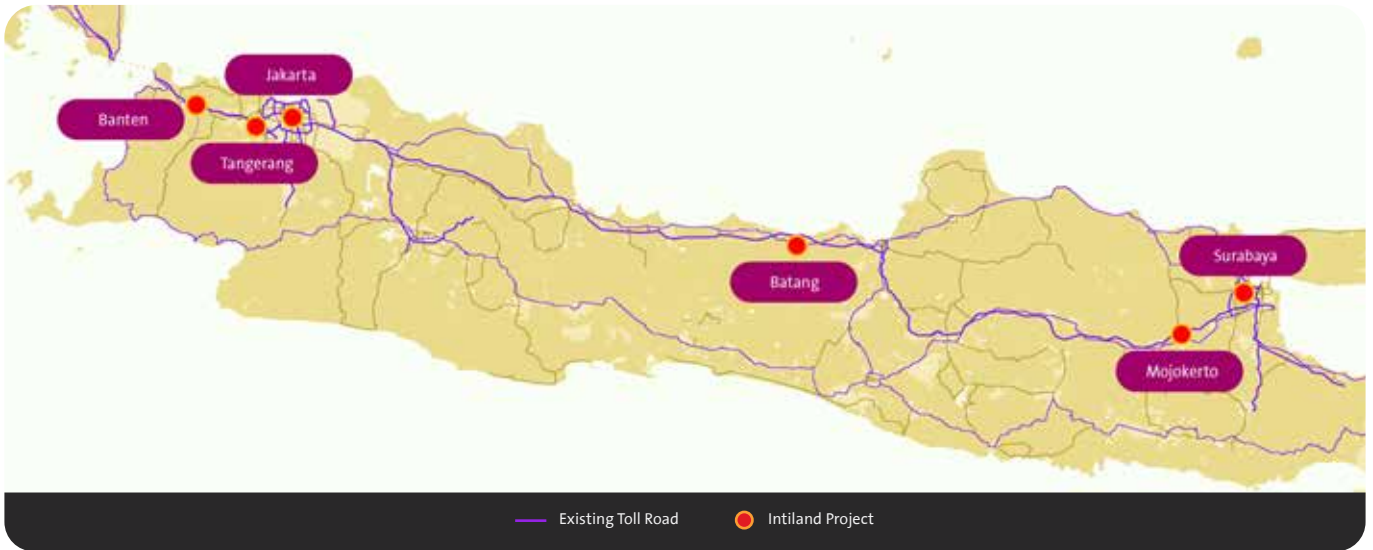 Jakarta
Banten
Tangerang
Batang
Surabaya
Mojokerto
Existing Toll Road
Intiland Project